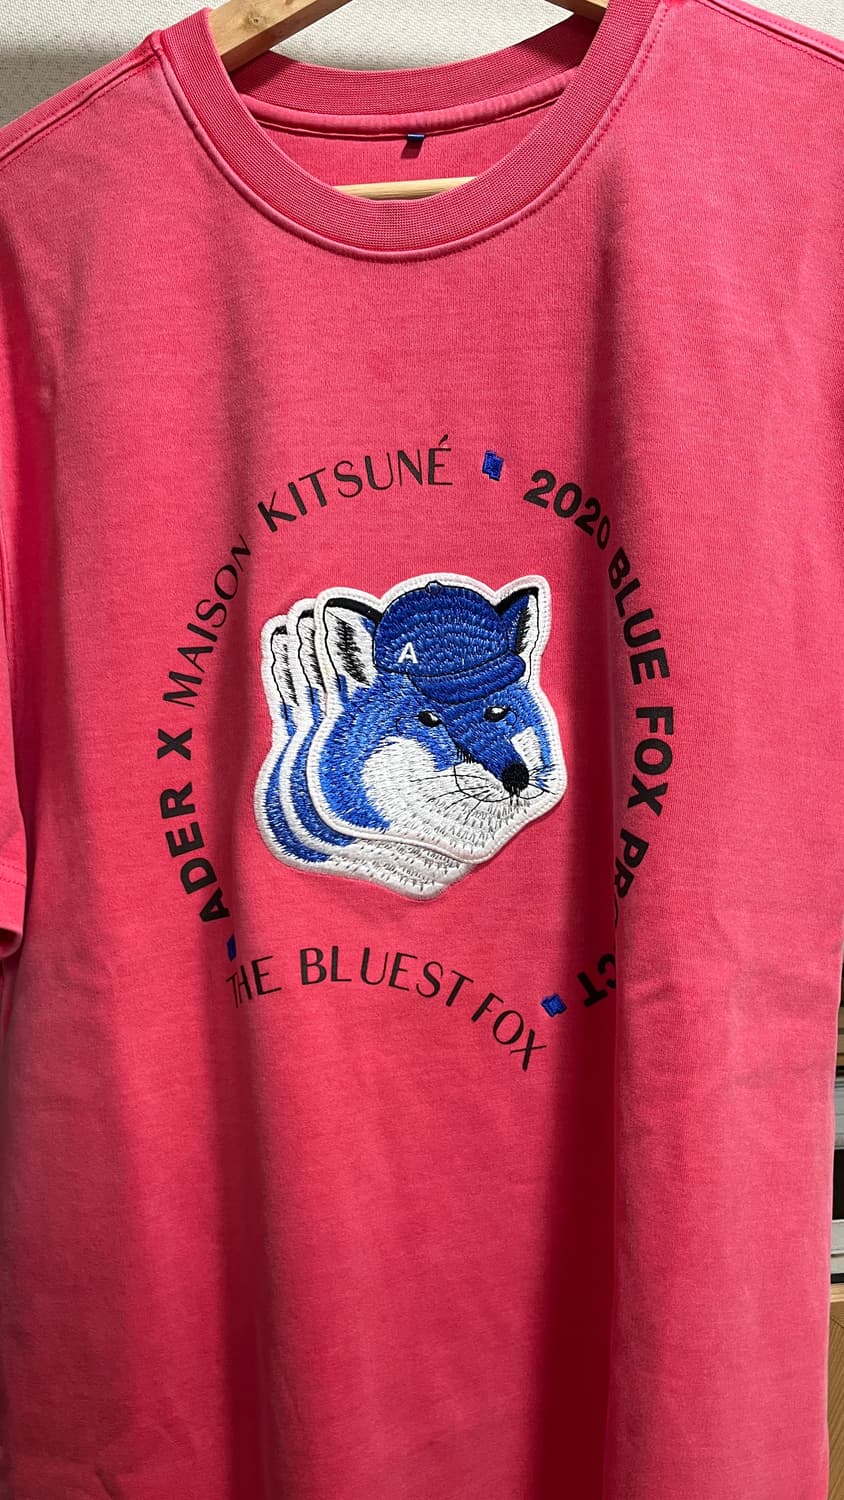 ADER X MAISON KITSUNÉ
2020 BLUE FOX
THE BLUEST FOX
A